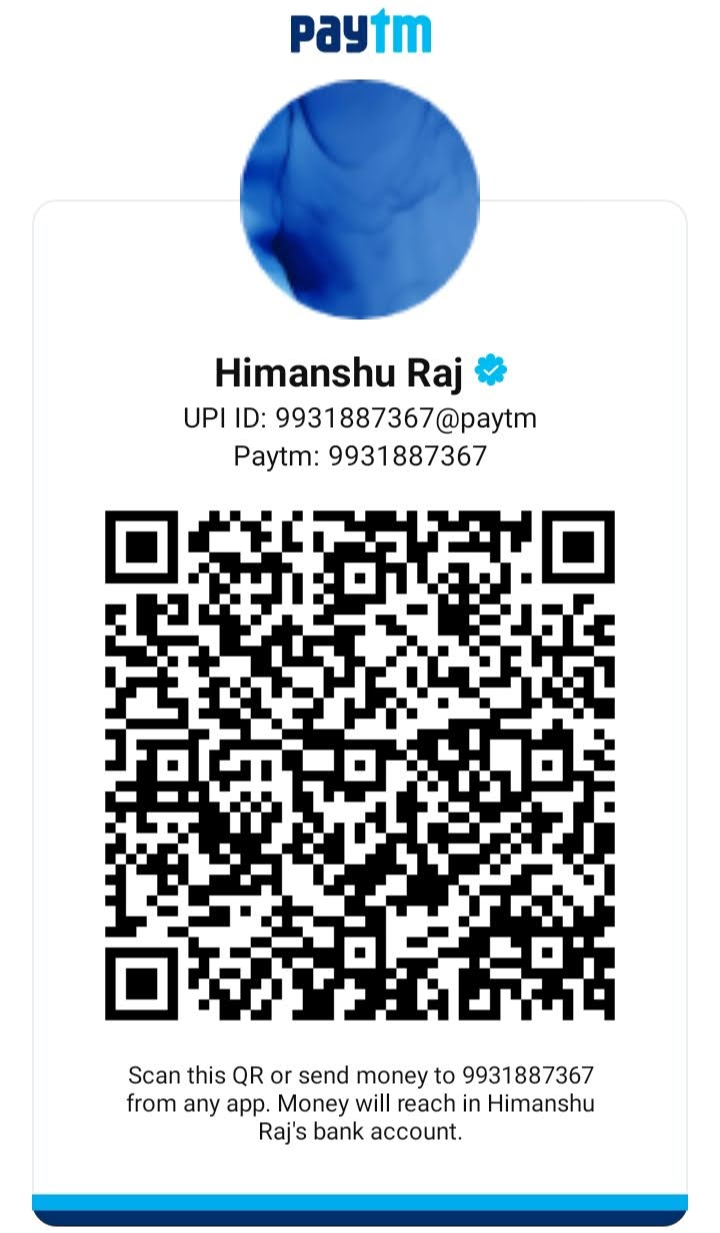 paytm
Himanshu Raj
UPI ID: 9931887367@paytm
Paytm: 9931887367
Scan this QR or send money to 9931887367
from any app. Money will reach in Himanshu
Raj's bank account.